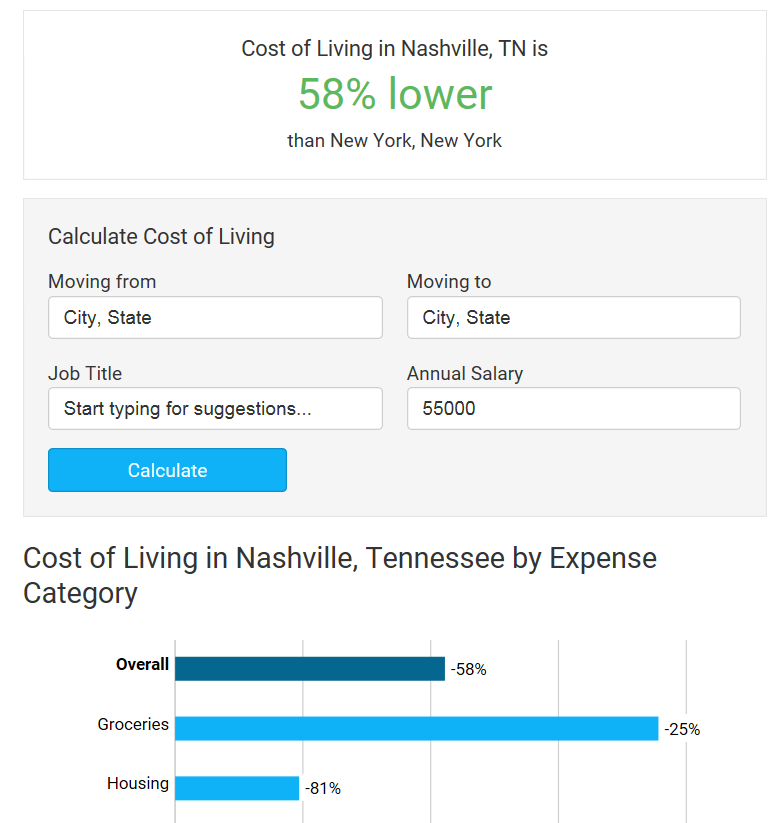 Cost of Living in Nashville, TN is
58% lower
than New York, New York
Calculate Cost of Living
Moving from
Moving to
City, State
City, State
Job Title
Annual Salary
Start typing for suggestions...
55000
Calculate
Cost of Living in Nashville, Tennessee by Expense
Category
Overall -58%
Groceries -25%
Housing -81%